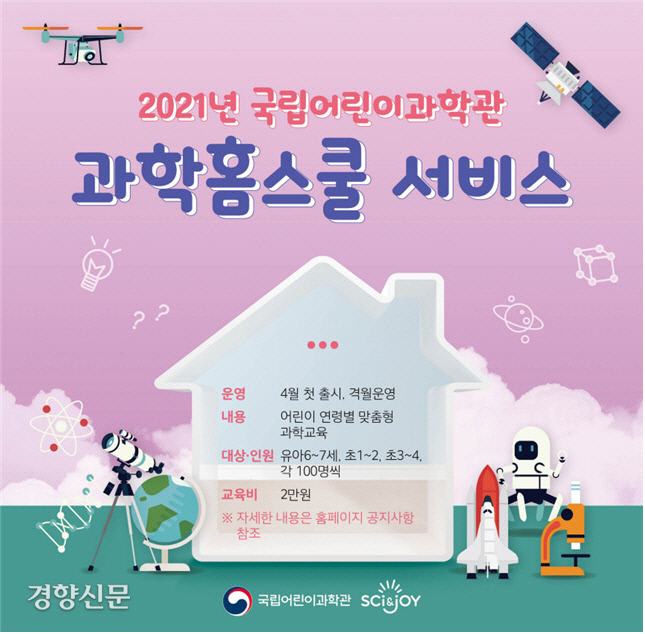 2021년 국립어린이과학관
과학홈스쿨 서비스
운영 4월 첫 출시, 격월운영
내용 어린이 연령별 맞춤형
과학교육
대상·인원 유아6~7세, 초1~2, 초3~4,
각 100명씩
교육비 2만원
※ 자세한 내용은 홈페이지 공지사항
참조
경향신문
국립어린이과학관 SCi&JOY